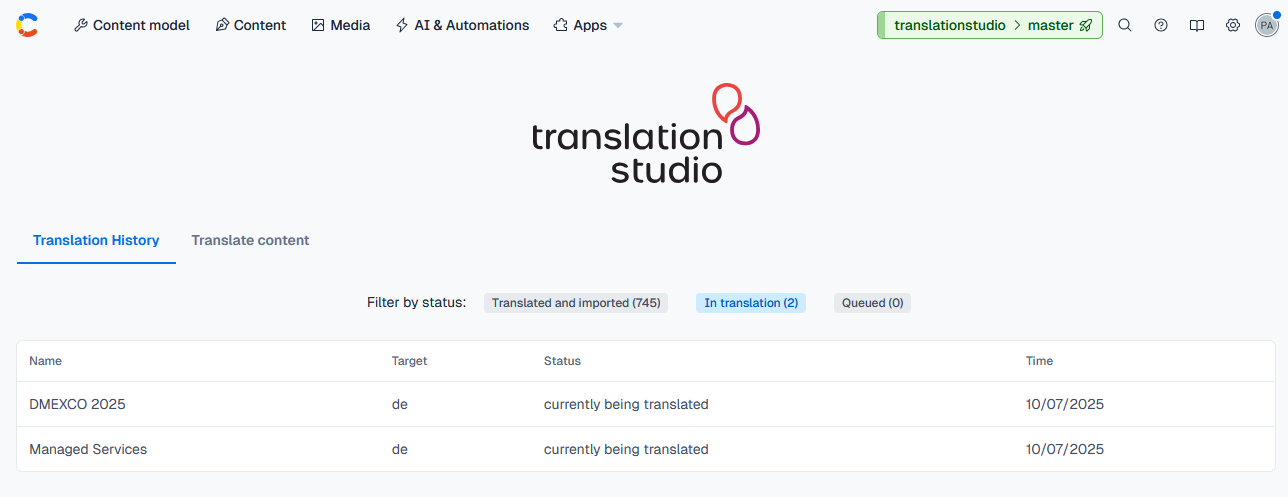 Content model Content Media AI & Automations Apps translationstudio > master PA
translation
studio
Translation History Translate content
Filter by status: Translated and imported (745) In translation (2) Queued (0)
Name Target Status Time
DMEXCO 2025 de currently being translated 10/07/2025
Managed Services de currently being translated 10/07/2025